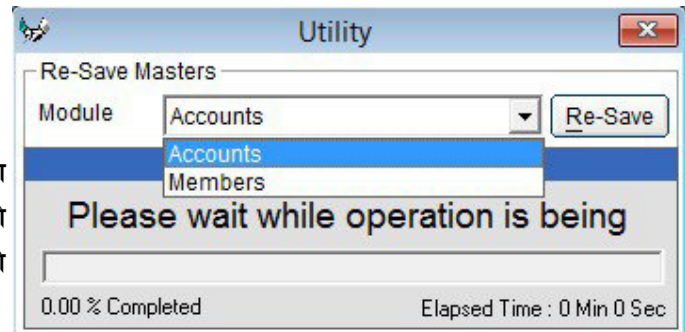 Utility
Re-Save Masters
Module Accounts Re-Save
Accounts
Members
Please wait while operation is being
0.00 % Completed Elapsed Time : 0 Min 0 Sec